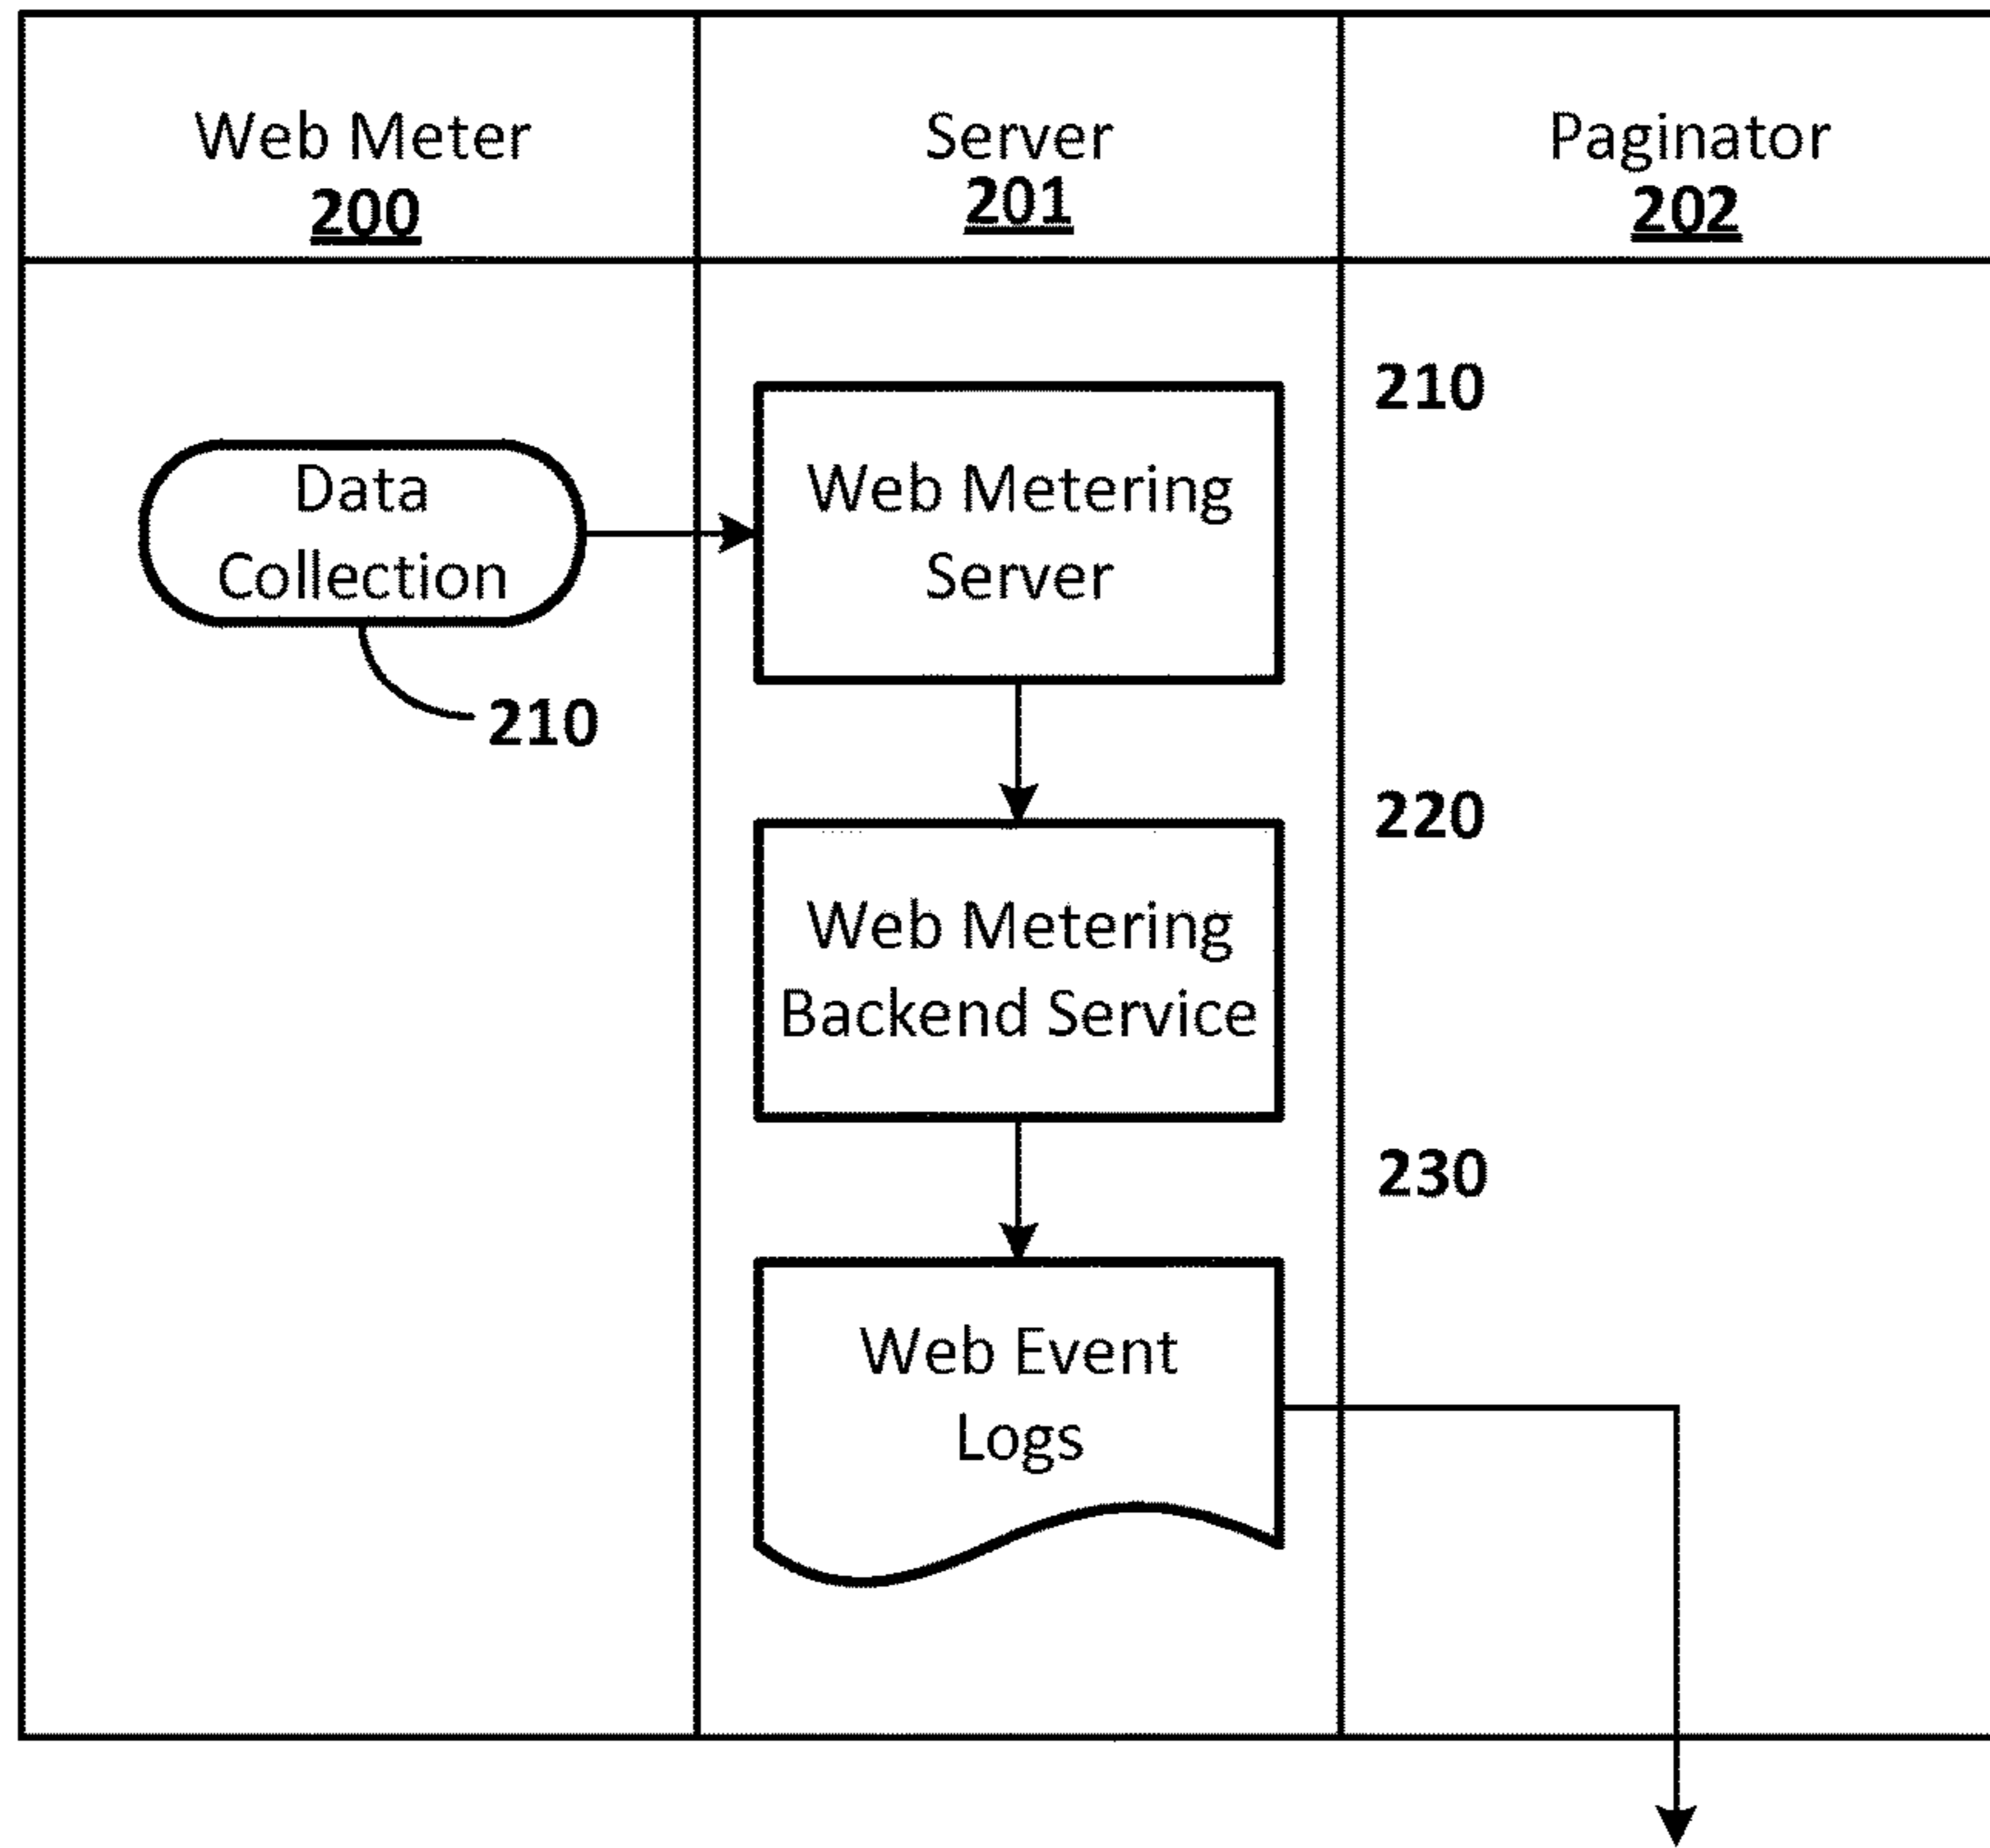 Web Meter
200
Server
201
Paginator
202
210
Data
Collection
210
Web Metering
Server
220
Web Metering
Backend Service
230
Web Event
Logs